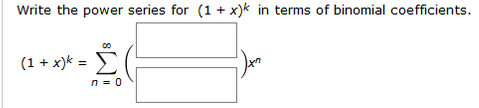 Write the power series for (1 + x)^k in terms of binomial coefficients.
(1 + x)^k = ∞ Σ n = 0 ( ) x^n